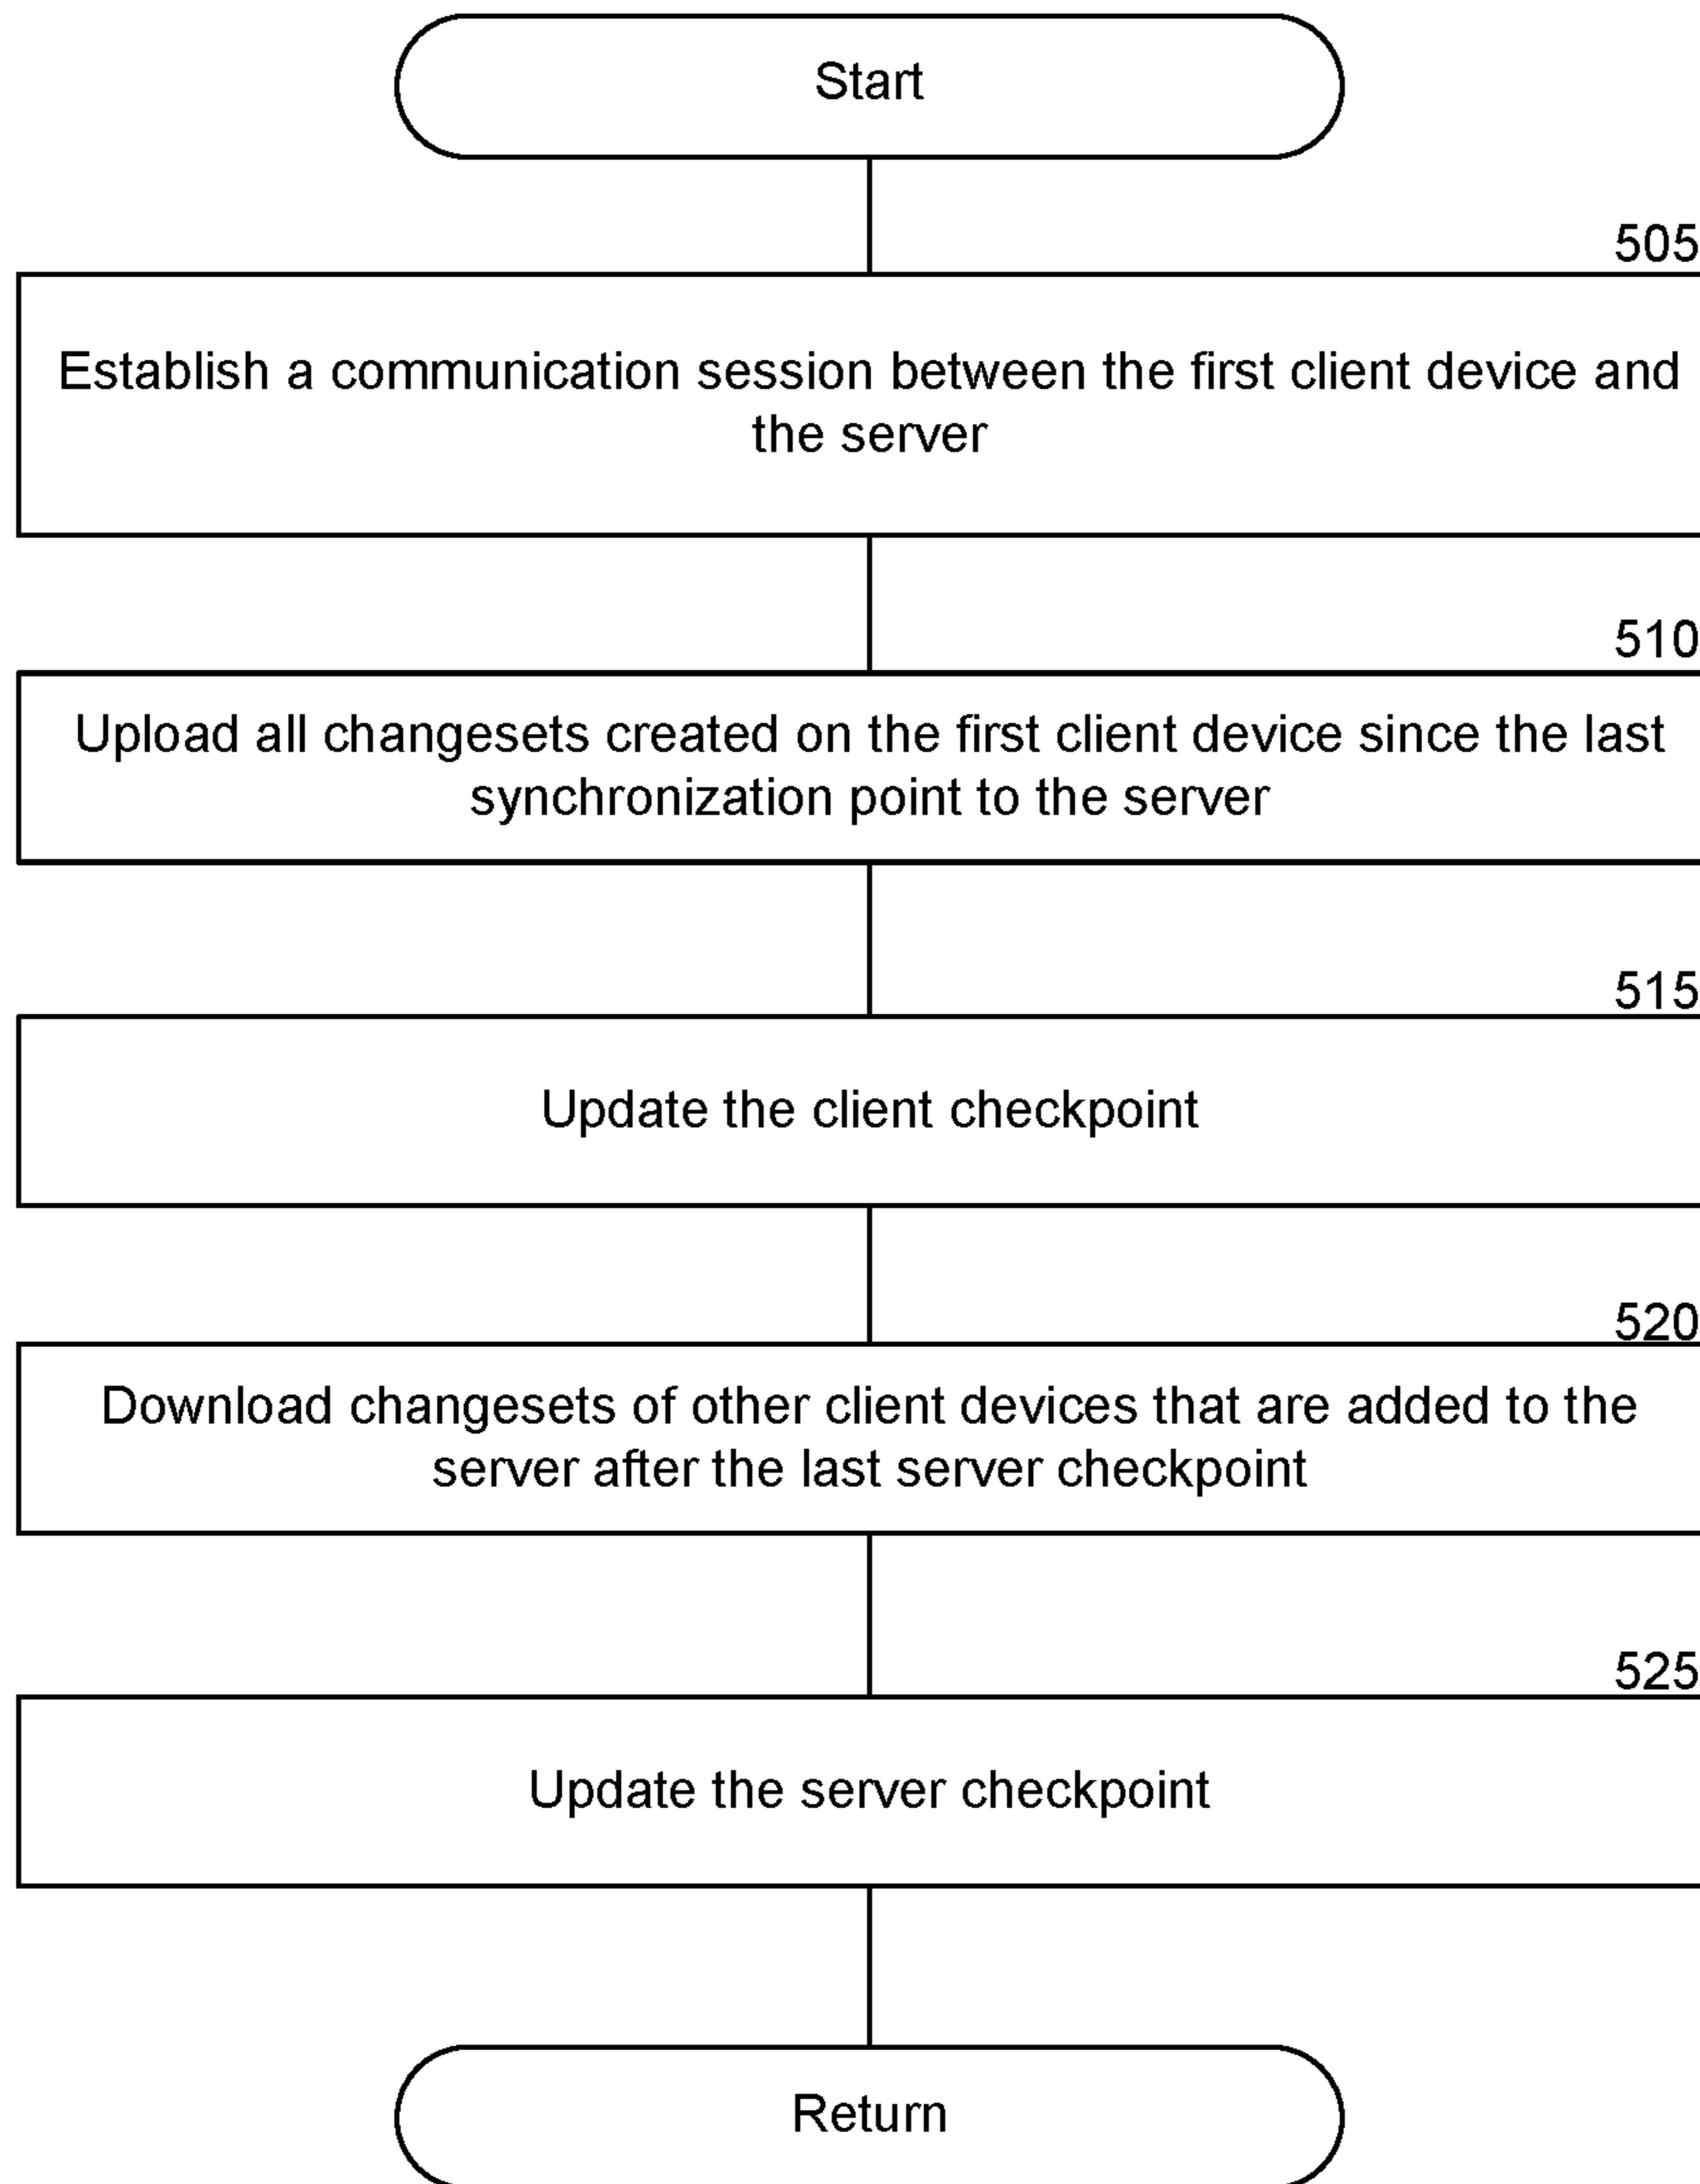 Start
505
Establish a communication session between the first client device and
the server
510
Upload all changesets created on the first client device since the last
synchronization point to the server
515
Update the client checkpoint
520
Download changesets of other client devices that are added to the
server after the last server checkpoint
525
Update the server checkpoint
Return